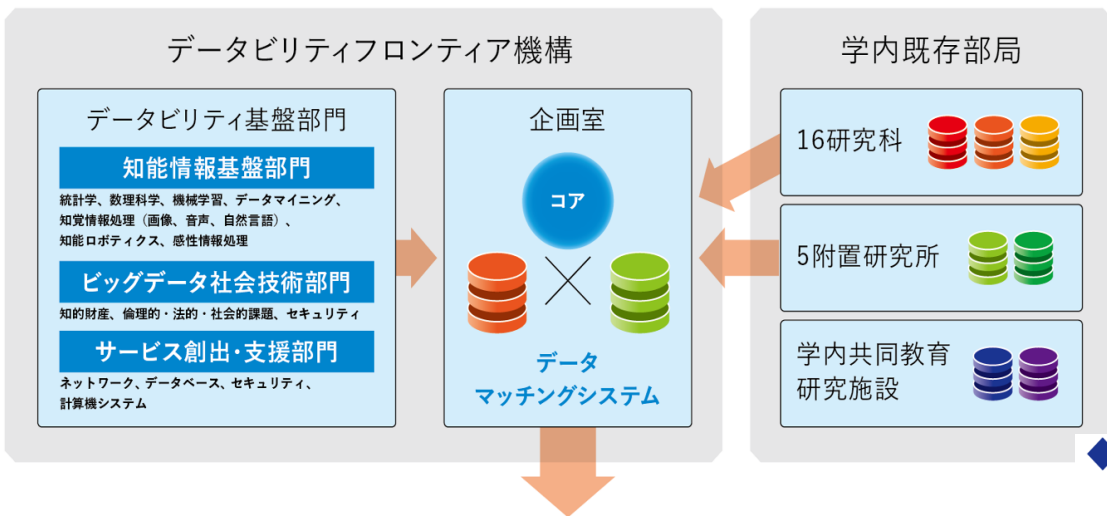 データビリティフロンティア機構
データビリティ基盤部門
知能情報基盤部門
統計学、数理科学、機械学習、データマイニング、
知覚情報処理（画像、音声、自然言語）、
知能ロボティクス、感性情報処理
ビッグデータ社会技術部門
知的財産、倫理的・法的・社会的課題、セキュリティ
サービス創出・支援部門
ネットワーク、データベース、セキュリティ、
計算機システム
企画室
コア
データ
マッチングシステム
学内既存部局
16研究科
5附置研究所
学内共同教育
研究施設